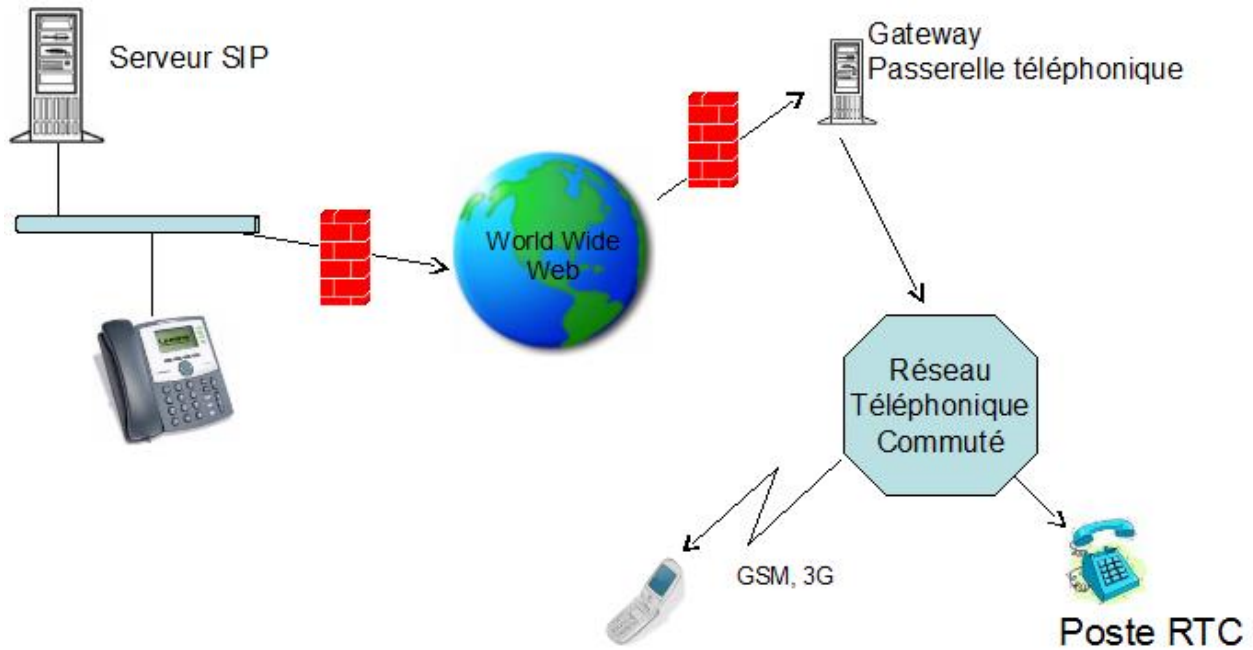 Serveur SIP
Gateway
Passerelle téléphonique
World Wide
Web
Réseau
Téléphonique
Commuté
GSM, 3G
Poste RTC